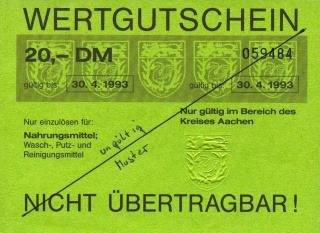 WERTGUTSCHEIN
20,– DM
059484
gültig bis: 30. 4. 1993
gültig bis: 30. 4. 1993
Nur gültig im Bereich des
Kreises Aachen
Nur einzulösen für:
Nahrungsmittel;
Wasch-, Putz- und
Reinigungsmittel
ungültig
Muster
NICHT ÜBERTRAGBAR !